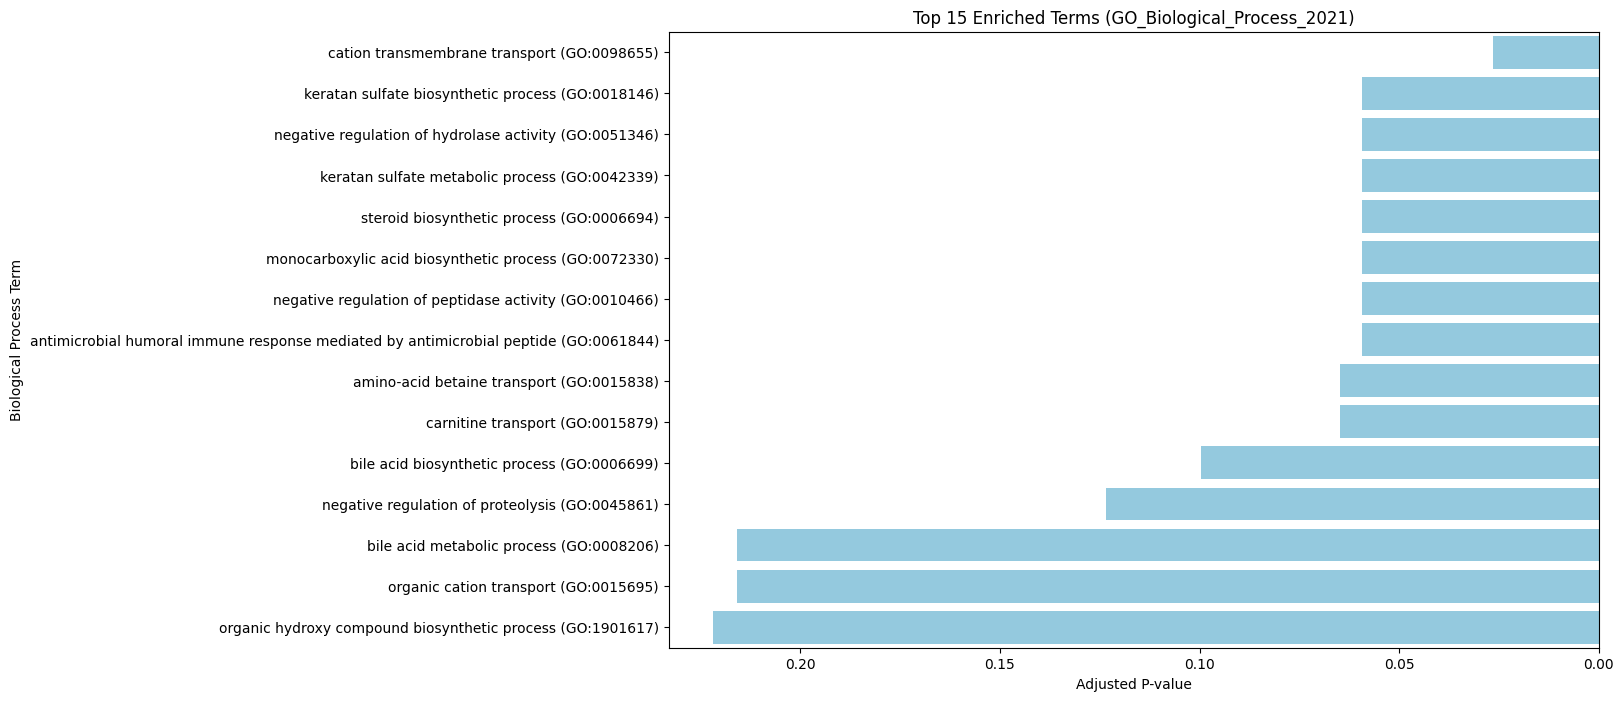 Top 15 Enriched Terms (GO_Biological_Process_2021)
Biological Process Term
cation transmembrane transport (GO:0098655)
keratan sulfate biosynthetic process (GO:0018146)
negative regulation of hydrolase activity (GO:0051346)
keratan sulfate metabolic process (GO:0042339)
steroid biosynthetic process (GO:0006694)
monocarboxylic acid biosynthetic process (GO:0072330)
negative regulation of peptidase activity (GO:0010466)
antimicrobial humoral immune response mediated by antimicrobial peptide (GO:0061844)
amino-acid betaine transport (GO:0015838)
carnitine transport (GO:0015879)
bile acid biosynthetic process (GO:0006699)
negative regulation of proteolysis (GO:0045861)
bile acid metabolic process (GO:0008206)
organic cation transport (GO:0015695)
organic hydroxy compound biosynthetic process (GO:1901617)
0.20 0.15 0.10 0.05 0.00
Adjusted P-value